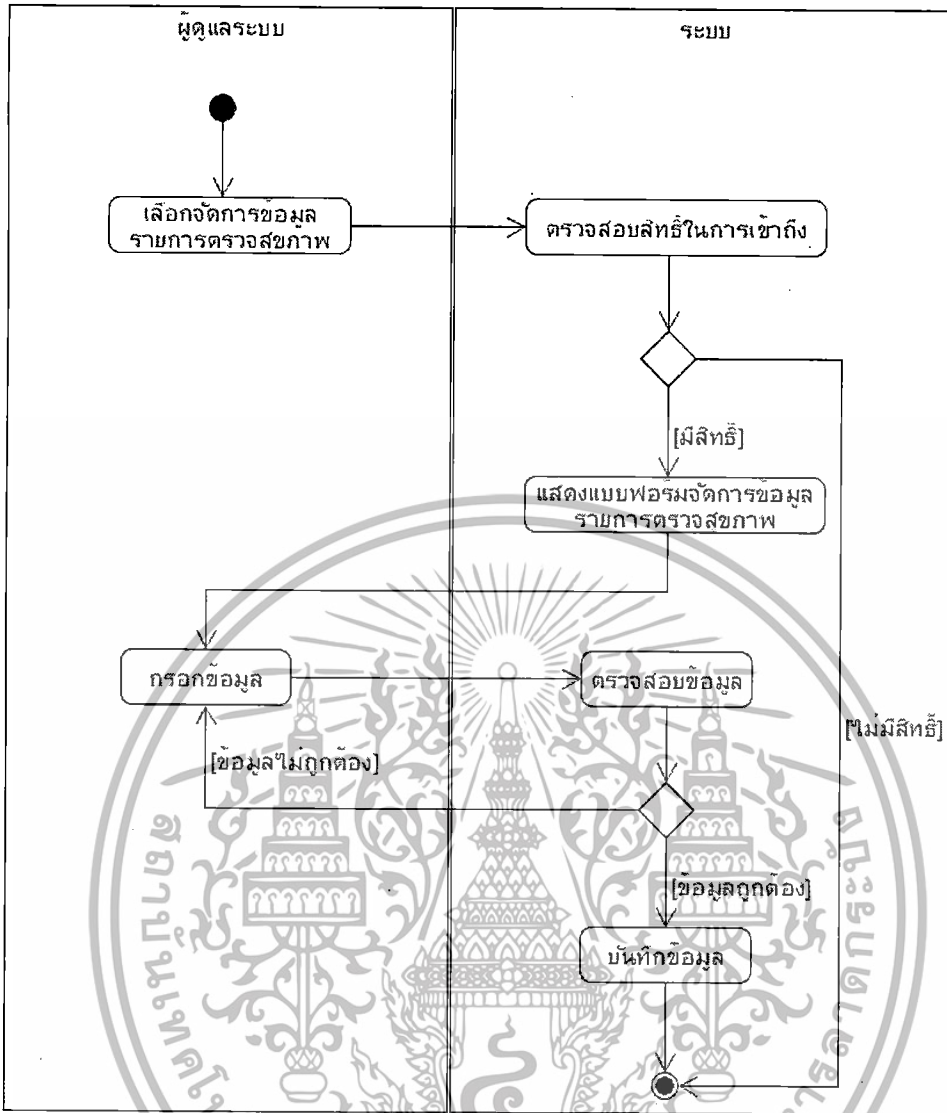 ผู้ดูแลระบบ
ระบบ
เลือกจัดการข้อมูล
รายการตรวจสุขภาพ
ตรวจสอบสิทธิ์ในการเข้าถึง
[มีสิทธิ์]
แสดงแบบฟอร์มจัดการข้อมูล
รายการตรวจสุขภาพ
กรอกข้อมูล
ตรวจสอบข้อมูล
[ไม่มีสิทธิ์]
[ข้อมูลไม่ถูกต้อง]
[ข้อมูลถูกต้อง]
บันทึกข้อมูล